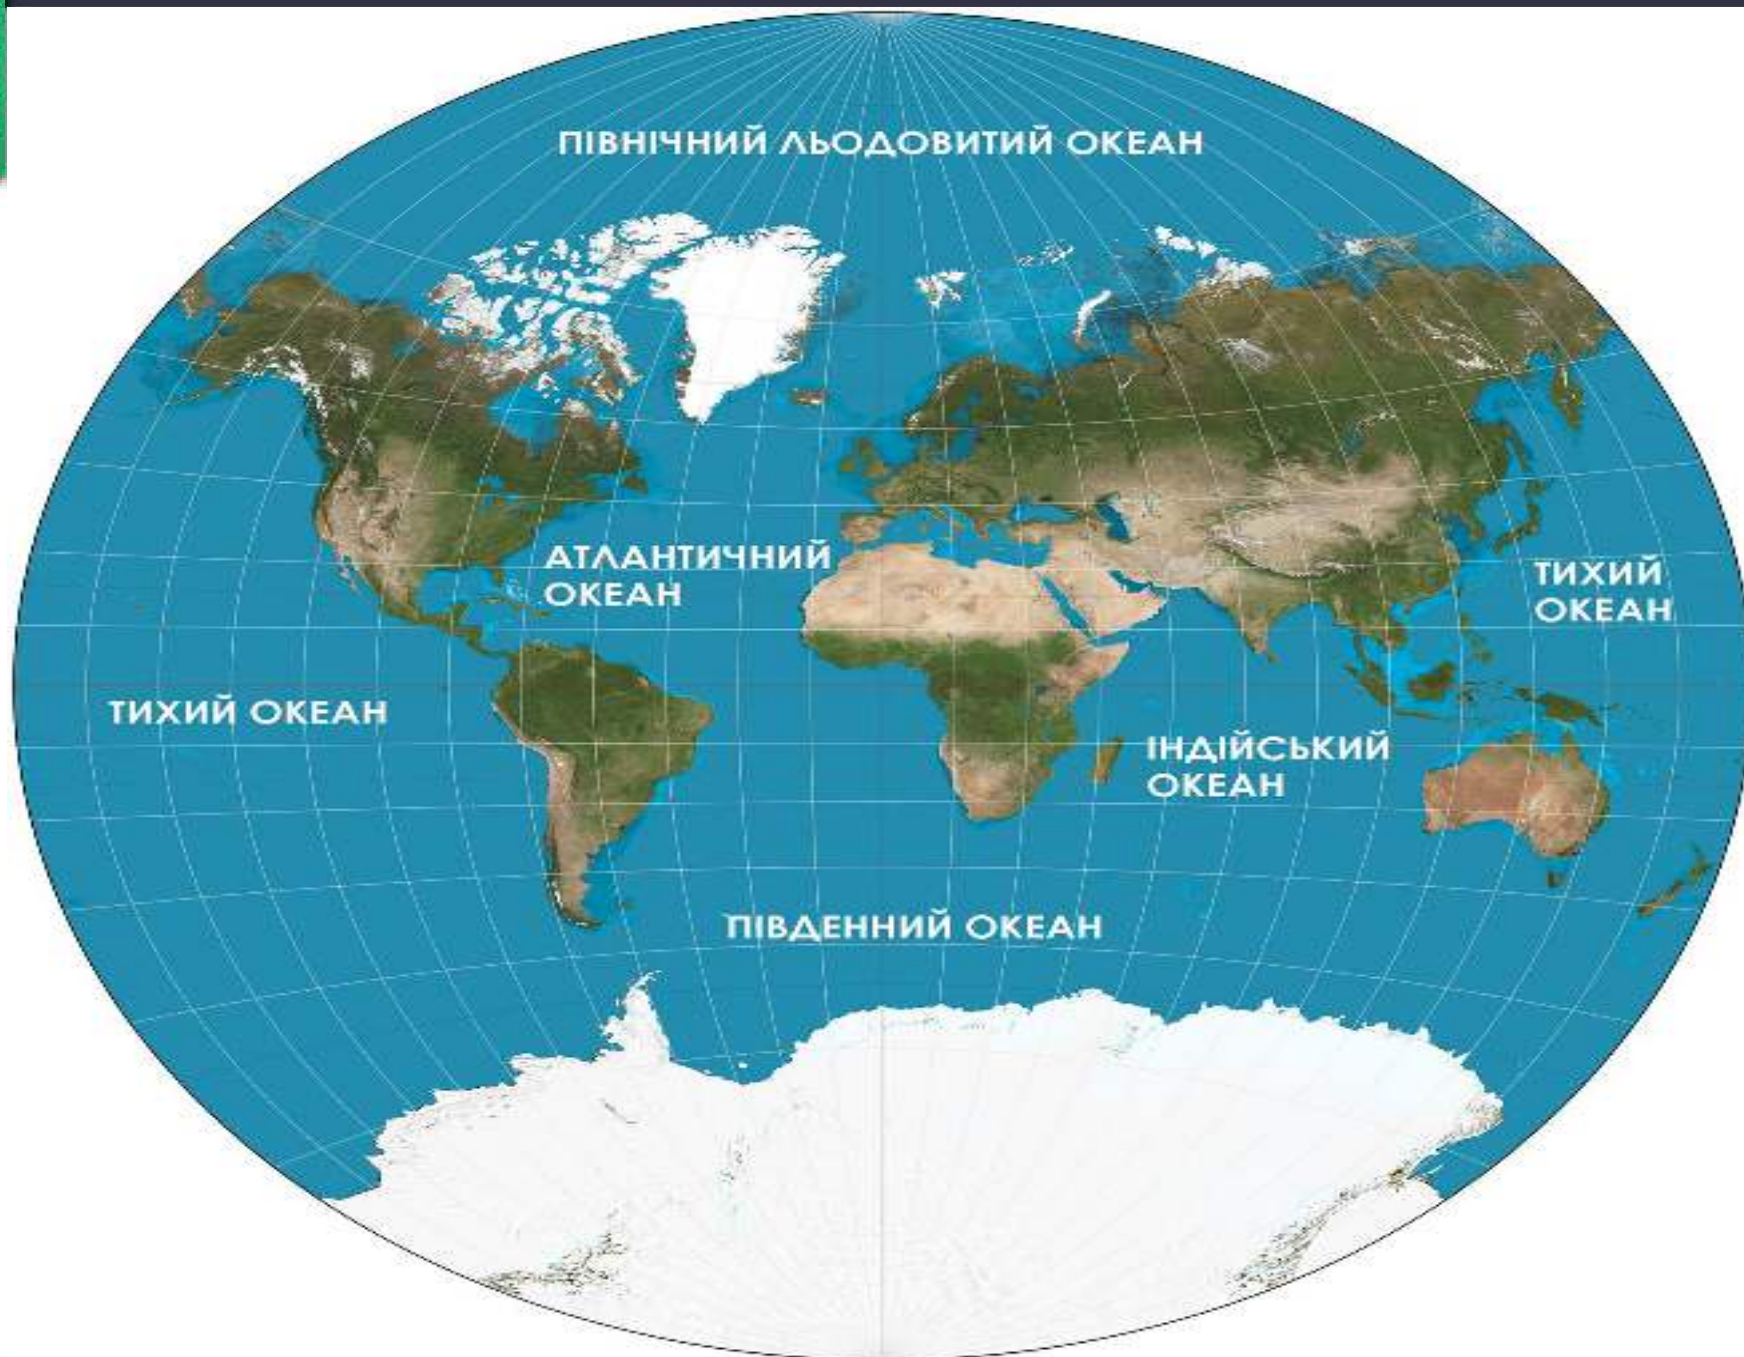 ПІВНІЧНИЙ ЛЬОДОВИТИЙ ОКЕАН
АТЛАНТИЧНИЙ
ОКЕАН
ТИХИЙ
ОКЕАН
ТИХИЙ ОКЕАН
ІНДІЙСЬКИЙ
ОКЕАН
ПІВДЕННИЙ ОКЕАН